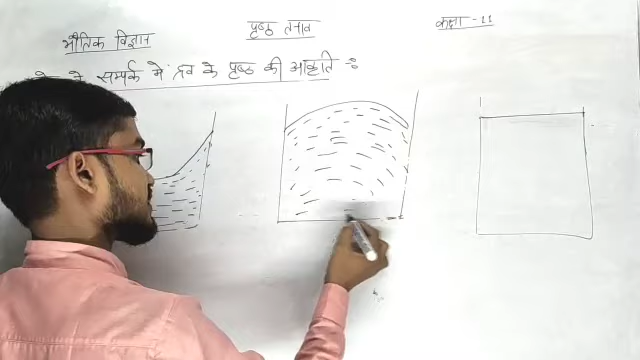 पृष्ठ तनाव
कक्षा - 11
भौतिक विज्ञान
के सम्पर्क में द्रव के पृष्ठ की आकृति :-